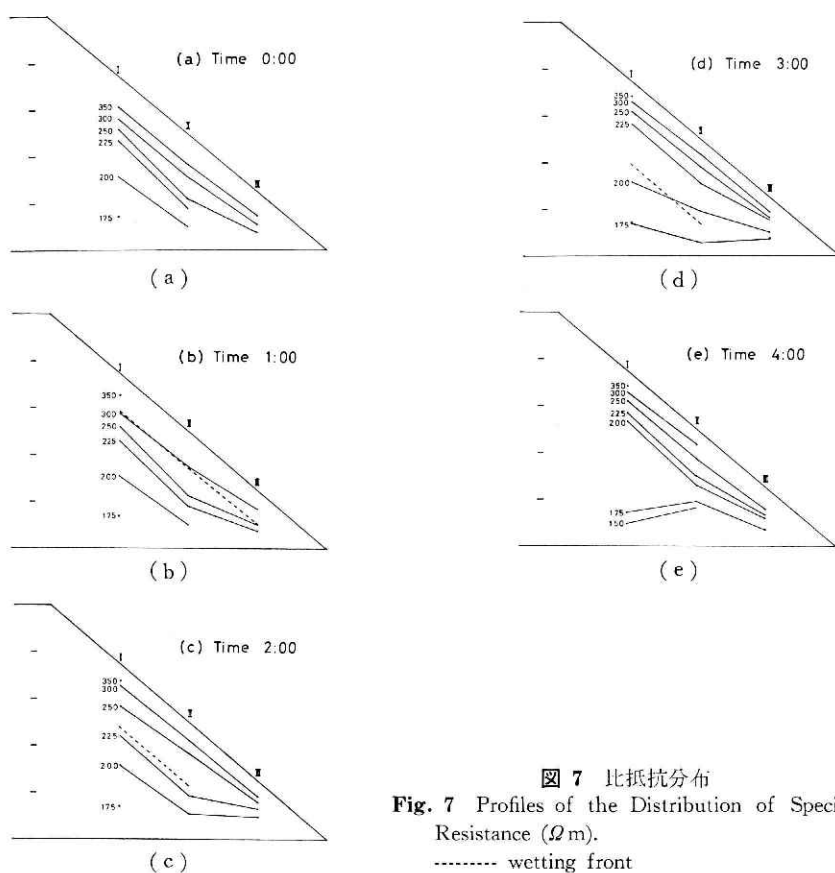 (a) Time 0:00
I
II
III
350
300
250
225
200
175
(a)
(b) Time 1:00
I
II
III
350
300
250
225
200
175
(b)
(c) Time 2:00
I
II
III
350
300
250
225
200
175
(c)
(d) Time 3:00
I
II
III
350
300
250
225
200
175
(d)
(e) Time 4:00
I
II
III
350
300
250
225
200
175
150
(e)
図 7 比抵抗分布
Fig. 7 Profiles of the Distribution of Speci
Resistance (Ωm).
-------- wetting front